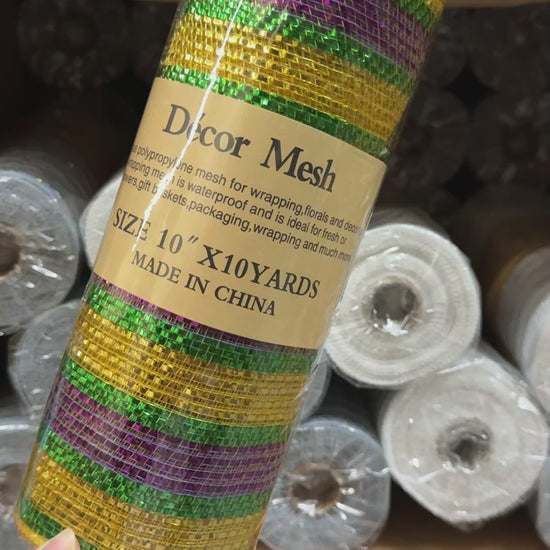 Décor Mesh
polypropylene mesh for wrapping,florals and decor
wrapping mesh is waterproof and is ideal for fresh or
gift baskets,packaging,wrapping and much more
SIZE 10" X10YARDS
MADE IN CHINA